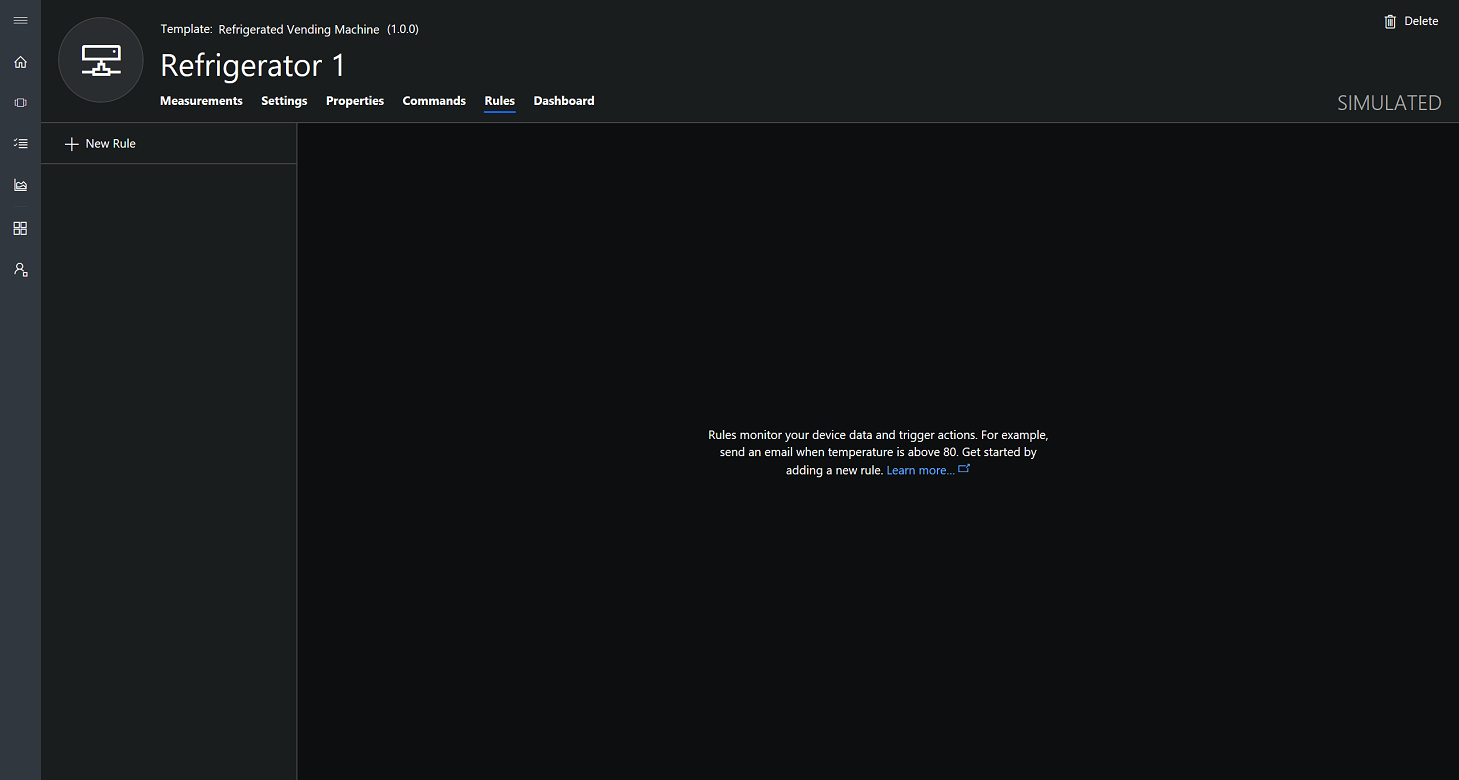 Template: Refrigerated Vending Machine (1.0.0)
Delete
Refrigerator 1
Measurements Settings Properties Commands Rules Dashboard
SIMULATED
New Rule
Rules monitor your device data and trigger actions. For example,
send an email when temperature is above 80. Get started by
adding a new rule. Learn more...